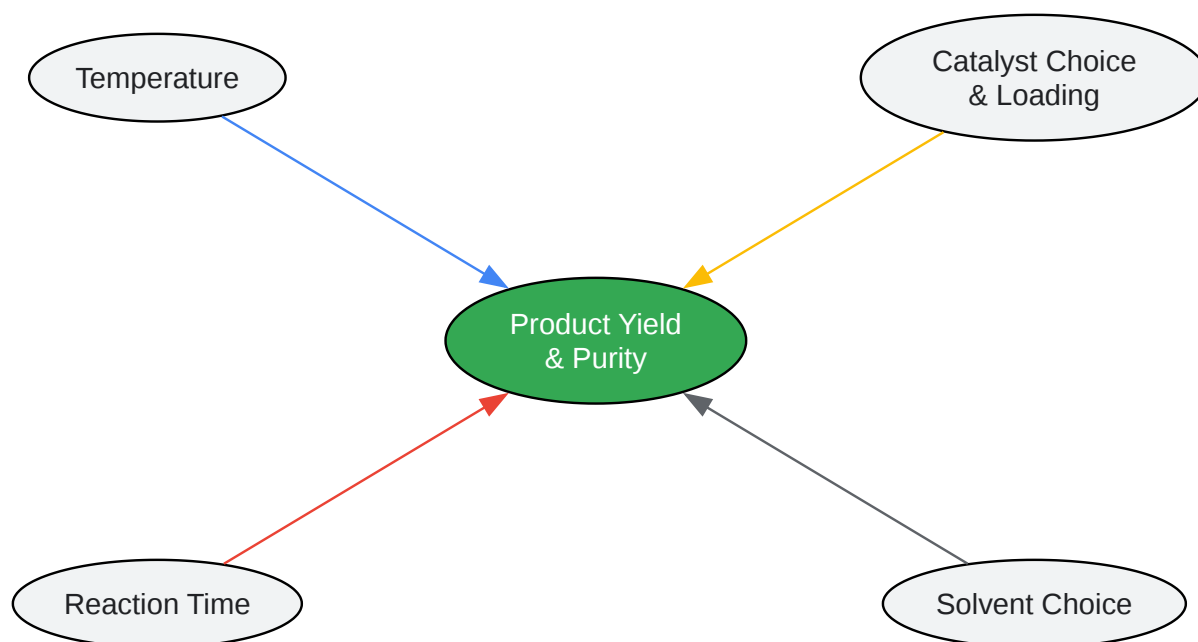 Temperature
Catalyst Choice
& Loading
Product Yield
& Purity
Reaction Time
Solvent Choice